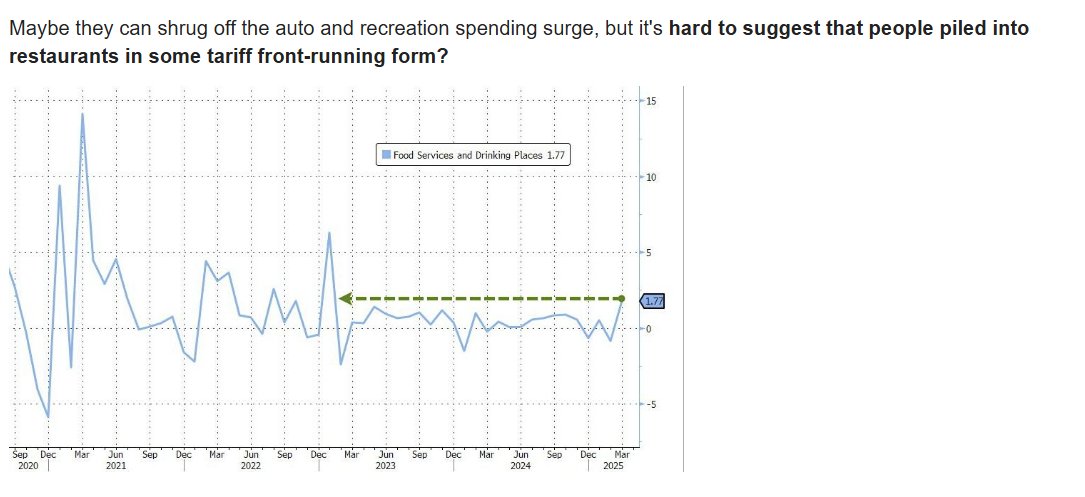 Maybe they can shrug off the auto and recreation spending surge, but it's hard to suggest that people piled into
restaurants in some tariff front-running form?
15
Food Services and Drinking Places 1.77
10
5
1.77
0
-5
Sep Dec Mar Jun Sep Dec Mar Jun Sep Dec Mar Jun Sep Dec Mar Jun Sep Dec Mar
2020 2021 2022 2023 2024 2025